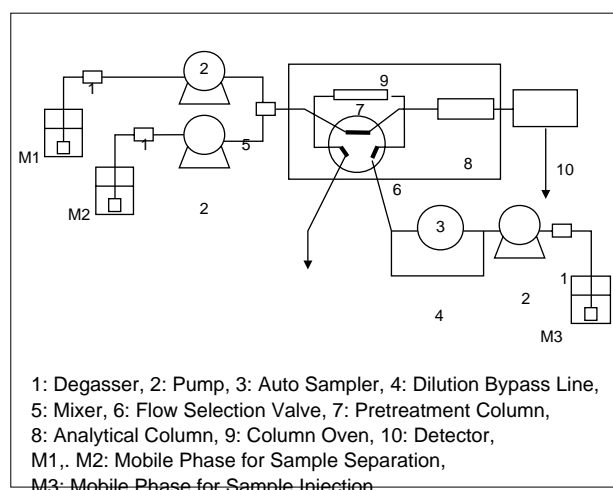 2
9
1
7
M1
1
5
8
10
M2
2
6
3
1
2
4
M3
1: Degasser, 2: Pump, 3: Auto Sampler, 4: Dilution Bypass Line,
5: Mixer, 6: Flow Selection Valve, 7: Pretreatment Column,
8: Analytical Column, 9: Column Oven, 10: Detector,
M1,. M2: Mobile Phase for Sample Separation,
M3: Mobile Phase for Sample Injection